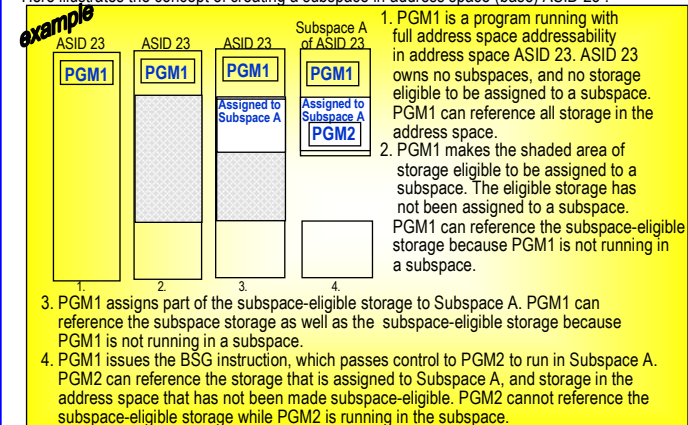 Here illustrates the concept of creating a subspace in address space (base) ASID 23 :
example
ASID 23
ASID 23
ASID 23
Subspace A
of ASID 23
PGM1
PGM1
PGM1
PGM1
Assigned to
Subspace A
Assigned to
Subspace A
PGM2
1.
2.
3.
4.
1. PGM1 is a program running with
full address space addressability
in address space ASID 23. ASID 23
owns no subspaces, and no storage
eligible to be assigned to a subspace.
PGM1 can reference all storage in the
address space.
2. PGM1 makes the shaded area of
storage eligible to be assigned to a
subspace. The eligible storage has
not been assigned to a subspace.
PGM1 can reference the subspace-eligible
storage because PGM1 is not running in
a subspace.
3. PGM1 assigns part of the subspace-eligible storage to Subspace A. PGM1 can
reference the subspace storage as well as the subspace-eligible storage because
PGM1 is not running in a subspace.
4. PGM1 issues the BSG instruction, which passes control to PGM2 to run in Subspace A.
PGM2 can reference the storage that is assigned to Subspace A, and storage in the
address space that has not been made subspace-eligible. PGM2 cannot reference the
subspace-eligible storage while PGM2 is running in the subspace.